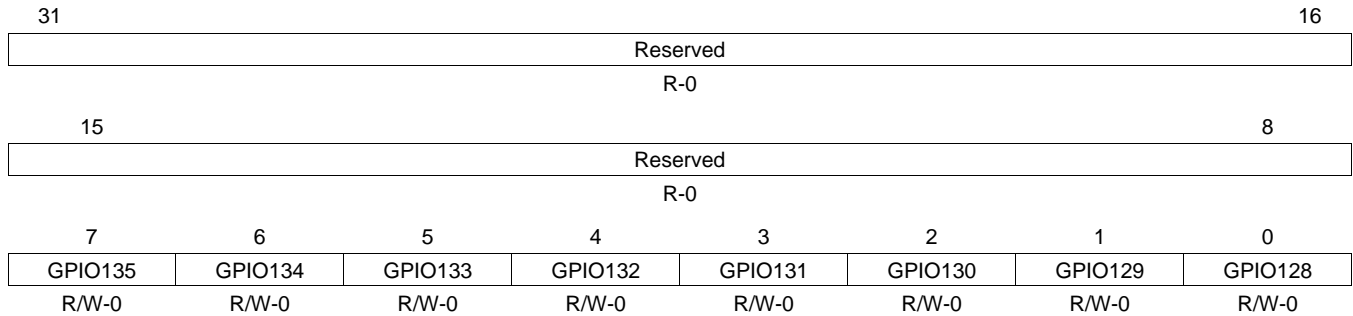 31 16
Reserved
R-0
15 8
Reserved
R-0
7 6 5 4 3 2 1 0
GPIO135 GPIO134 GPIO133 GPIO132 GPIO131 GPIO130 GPIO129 GPIO128
R/W-0 R/W-0 R/W-0 R/W-0 R/W-0 R/W-0 R/W-0 R/W-0